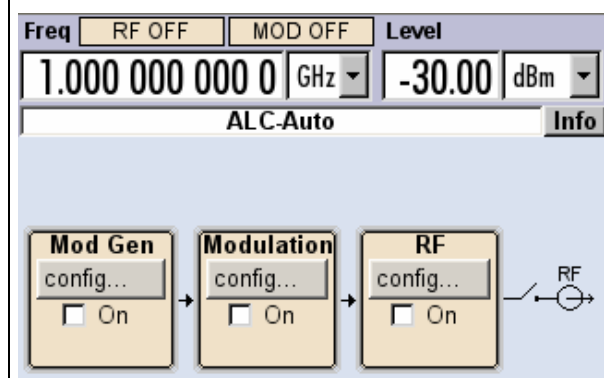 Freq RF OFF MOD OFF Level
1.000 000 000 0 GHz -30.00 dBm
ALC-Auto Info
Mod Gen Modulation RF
config... config... config... RF
On On On